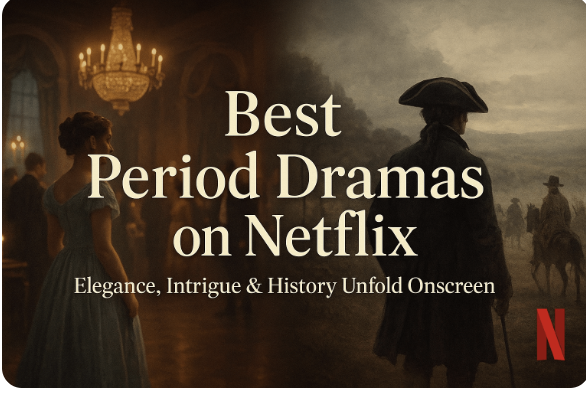 Best
Period Dramas
on Netflix
Elegance, Intrigue & History Unfold Onscreen
N